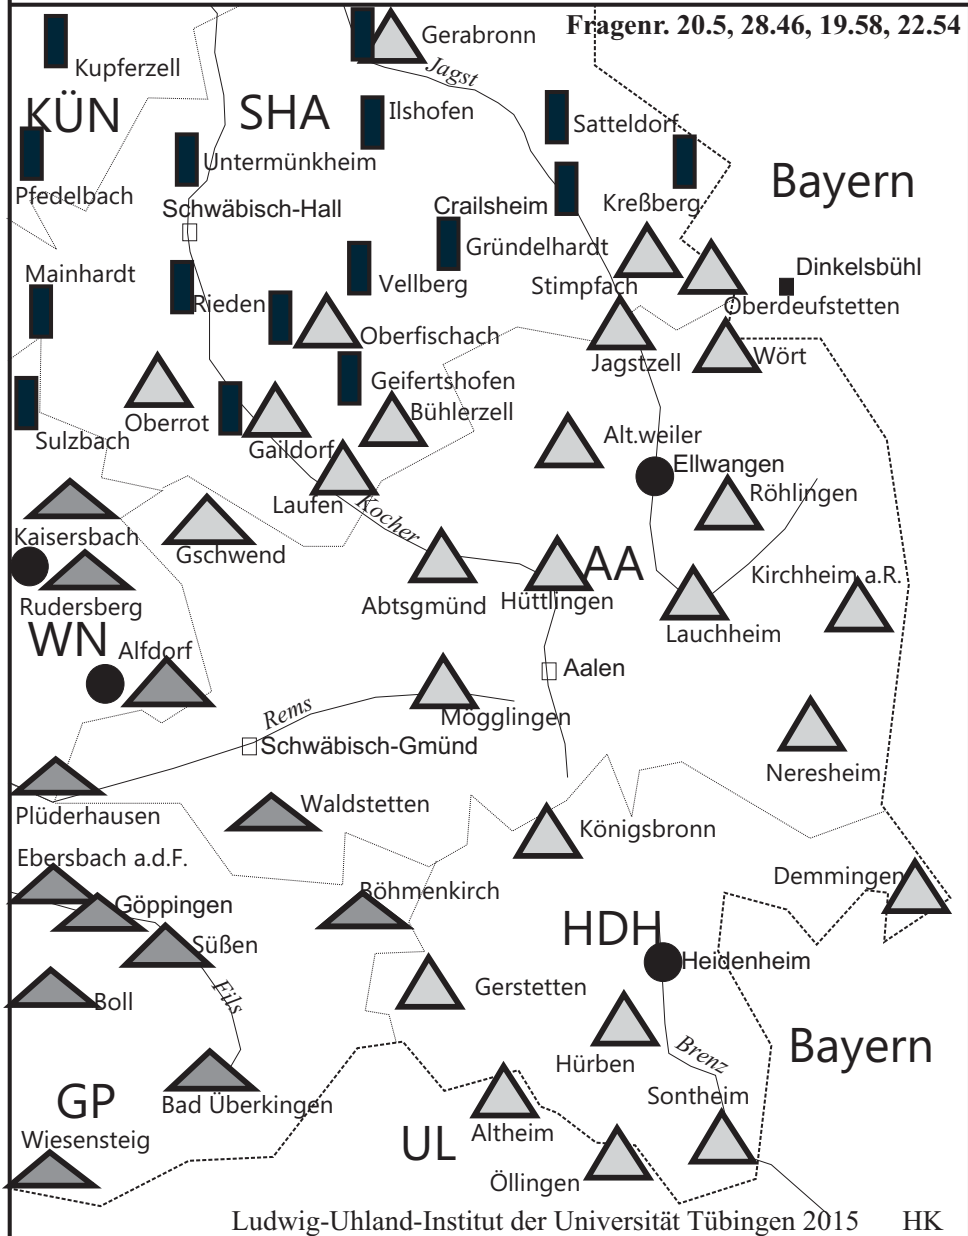 Fragenr. 20.5, 28.46, 19.58, 22.54
Gerabronn
Kupferzell
Jagst
KÜN
SHA
Ilshofen
Satteldorf
Untermünkheim
Bayern
Pfedelbach
Schwäbisch-Hall
Crailsheim
Kreßberg
Gründelhardt
Mainhardt
Vellberg
Stimpfach
Dinkelsbühl
Rieden
Oberdeufstetten
Oberfischach
Jagstzell
Wört
Geifertshofen
Oberrot
Bühlerzell
Sulzbach
Gaildorf
Alt.weiler
Ellwangen
Laufen
Röhlingen
Kocher
Kaisersbach
Gschwend
AA
Kirchheim a.R.
Rudersberg
Abtsgmünd
Hüttlingen
WN
Alfdorf
Lauchheim
Aalen
Rems
Mögglingen
Schwäbisch-Gmünd
Neresheim
Plüderhausen
Waldstetten
Königsbronn
Ebersbach a.d.F.
Demmingen
Göppingen
Böhmenkirch
HDH
Süßen
Heidenheim
Boll
Fils
Gerstetten
Brenz
Bayern
Hürben
GP
Bad Überkingen
Sontheim
Wiesensteig
UL
Altheim
Öllingen
Ludwig-Uhland-Institut der Universität Tübingen 2015 HK